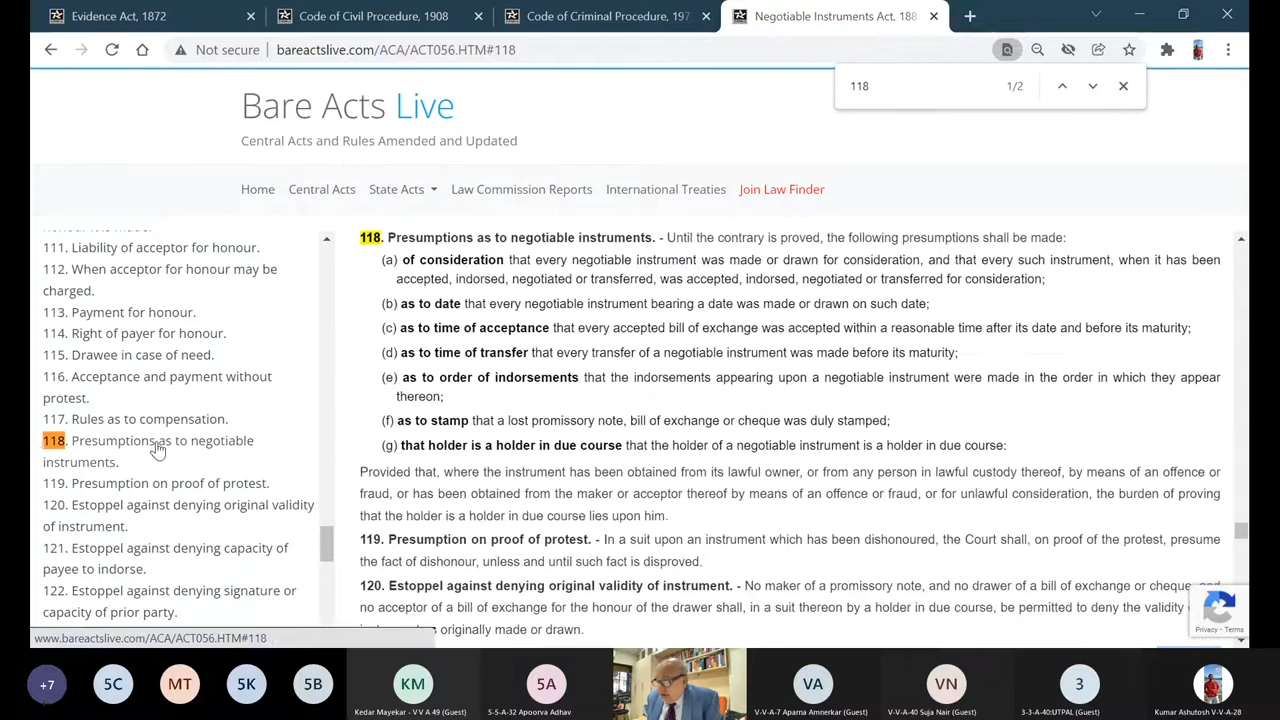 Evidence Act, 1872
Code of Civil Procedure, 1908
Code of Criminal Procedure, 197
Negotiable Instruments Act, 188
Not secure
bareactslive.com/ACA/ACT056.HTM#118
118
1/2
Bare Acts Live
Central Acts and Rules Amended and Updated
Home
Central Acts
State Acts
Law Commission Reports
International Treaties
Join Law Finder
111. Liability of acceptor for honour.
112. When acceptor for honour may be
charged.
113. Payment for honour.
114. Right of payer for honour.
115. Drawee in case of need.
116. Acceptance and payment without
protest.
117. Rules as to compensation.
118. Presumptions as to negotiable
instruments.
119. Presumption on proof of protest.
120. Estoppel against denying original validity
of instrument.
121. Estoppel against denying capacity of
payee to indorse.
122. Estoppel against denying signature or
capacity of prior party.
118. Presumptions as to negotiable instruments. - Until the contrary is proved, the following presumptions shall be made:
(a) of consideration that every negotiable instrument was made or drawn for consideration, and that every such instrument, when it has been
accepted, indorsed, negotiated or transferred, was accepted, indorsed, negotiated or transferred for consideration;
(b) as to date that every negotiable instrument bearing a date was made or drawn on such date;
(c) as to time of acceptance that every accepted bill of exchange was accepted within a reasonable time after its date and before its maturity;
(d) as to time of transfer that every transfer of a negotiable instrument was made before its maturity;
(e) as to order of indorsements that the indorsements appearing upon a negotiable instrument were made in the order in which they appear
thereon;
(f) as to stamp that a lost promissory note, bill of exchange or cheque was duly stamped;
(g) that holder is a holder in due course that the holder of a negotiable instrument is a holder in due course:
Provided that, where the instrument has been obtained from its lawful owner, or from any person in lawful custody thereof, by means of an offence or
fraud, or has been obtained from the maker or acceptor thereof by means of an offence or fraud, or for unlawful consideration, the burden of proving
that the holder is a holder in due course lies upon him.
119. Presumption on proof of protest. - In a suit upon an instrument which has been dishonoured, the Court shall, on proof of the protest, presume
the fact of dishonour, unless and until such fact is disproved.
120. Estoppel against denying original validity of instrument. - No maker of a promissory note, and no drawer of a bill of exchange or cheque, and
no acceptor of a bill of exchange for the honour of the drawer shall, in a suit thereon by a holder in due course, be permitted to deny the validity
originally made or drawn.
Privacy - Terms
www.bareactslive.com/ACA/ACT056.HTM#118
+7
5C
MT
5K
5B
KM
5A
VA
VN
3
Kedar Mayekar - V V A 49 (Guest)
5-S-A-32 Apoorva Adhav
V-V-A-7 Aparna Amnerkar (Guest)
V-V-A-40 Suja Nair (Guest)
3-3-A-40:UTPAL (Guest)
Kumar Ashutosh V-V-A-28